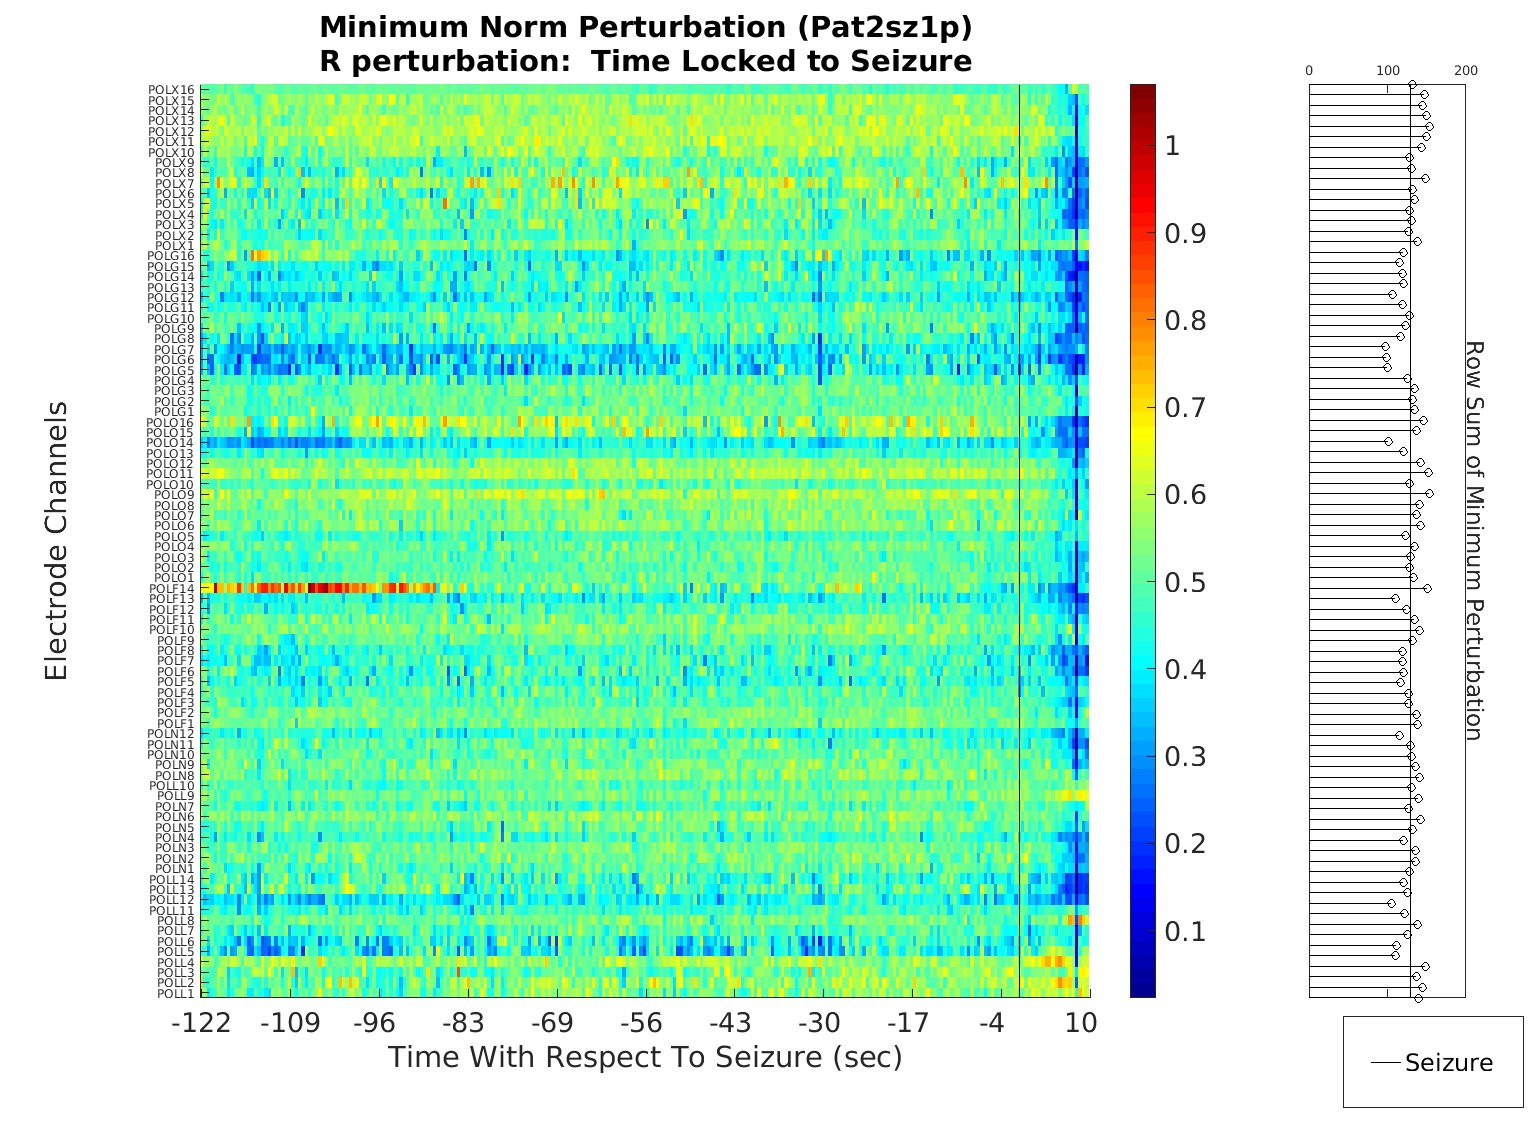 Minimum Norm Perturbation (Pat2sz1p)
R perturbation:  Time Locked to Seizure
Electrode Channels
POLX16
POLX15
POLX14
POLX13
POLX12
POLX11
POLX10
POLX9
POLX8
POLX7
POLX6
POLX5
POLX4
POLX3
POLX2
POLX1
POLG16
POLG15
POLG14
POLG13
POLG12
POLG11
POLG10
POLG9
POLG8
POLG7
POLG6
POLG5
POLG4
POLG3
POLG2
POLG1
POLO16
POLO15
POLO14
POLO13
POLO12
POLO11
POLO10
POLO9
POLO8
POLO7
POLO6
POLO5
POLO4
POLO3
POLO2
POLO1
POLF14
POLF13
POLF12
POLF11
POLF10
POLF9
POLF8
POLF7
POLF6
POLF5
POLF4
POLF3
POLF2
POLF1
POLN12
POLN11
POLN10
POLN9
POLN8
POLL10
POLL9
POLN7
POLN6
POLN5
POLN4
POLN3
POLN2
POLN1
POLL14
POLL13
POLL12
POLL11
POLL8
POLL7
POLL6
POLL5
POLL4
POLL3
POLL2
POLL1
-122 -109 -96 -83 -69 -56 -43 -30 -17 -4 10
Time With Respect To Seizure (sec)
1
0.9
0.8
0.7
0.6
0.5
0.4
0.3
0.2
0.1
0 100 200
Row Sum of Minimum Perturbation
Seizure